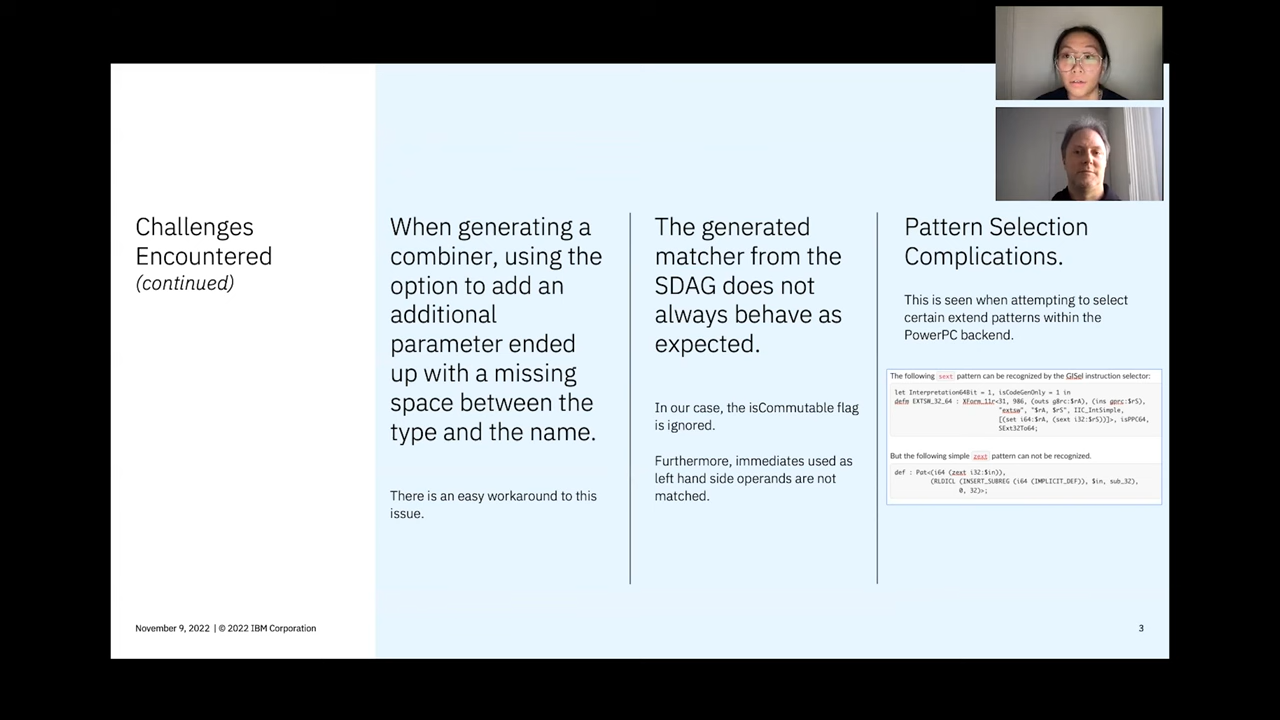 Challenges
Encountered
(continued)
When generating a
combiner, using the
option to add an
additional
parameter ended
up with a missing
space between the
type and the name.
There is an easy workaround to this
issue.
The generated
matcher from the
SDAG does not
always behave as
expected.
In our case, the isCommutable flag
is ignored.
Furthermore, immediates used as
left hand side operands are not
matched.
Pattern Selection
Complications.
This is seen when attempting to select
certain extend patterns within the
PowerPC backend.
The following sext pattern can be recognized by the GISel instruction selector:
let Interpretation64Bit = 1, isCodeGenOnly = 1 in
defm EXTSW_32_64 : XForm_11r<31, 986, (outs g8rc:$rA), (ins gprc:$rS),
"extsw", "$rA, $rS", IIC_IntSimple,
[(set i64:$rA, (sext i32:$rS))]>, isPPC64,
SExt32To64;
But the following simple zext pattern can not be recognized.
def : Pat<(i64 (zext i32:$in)),
(RLDICL (INSERT_SUBREG (i64 (IMPLICIT_DEF)), $in, sub_32),
0, 32)>;
November 9, 2022 | © 2022 IBM Corporation
3